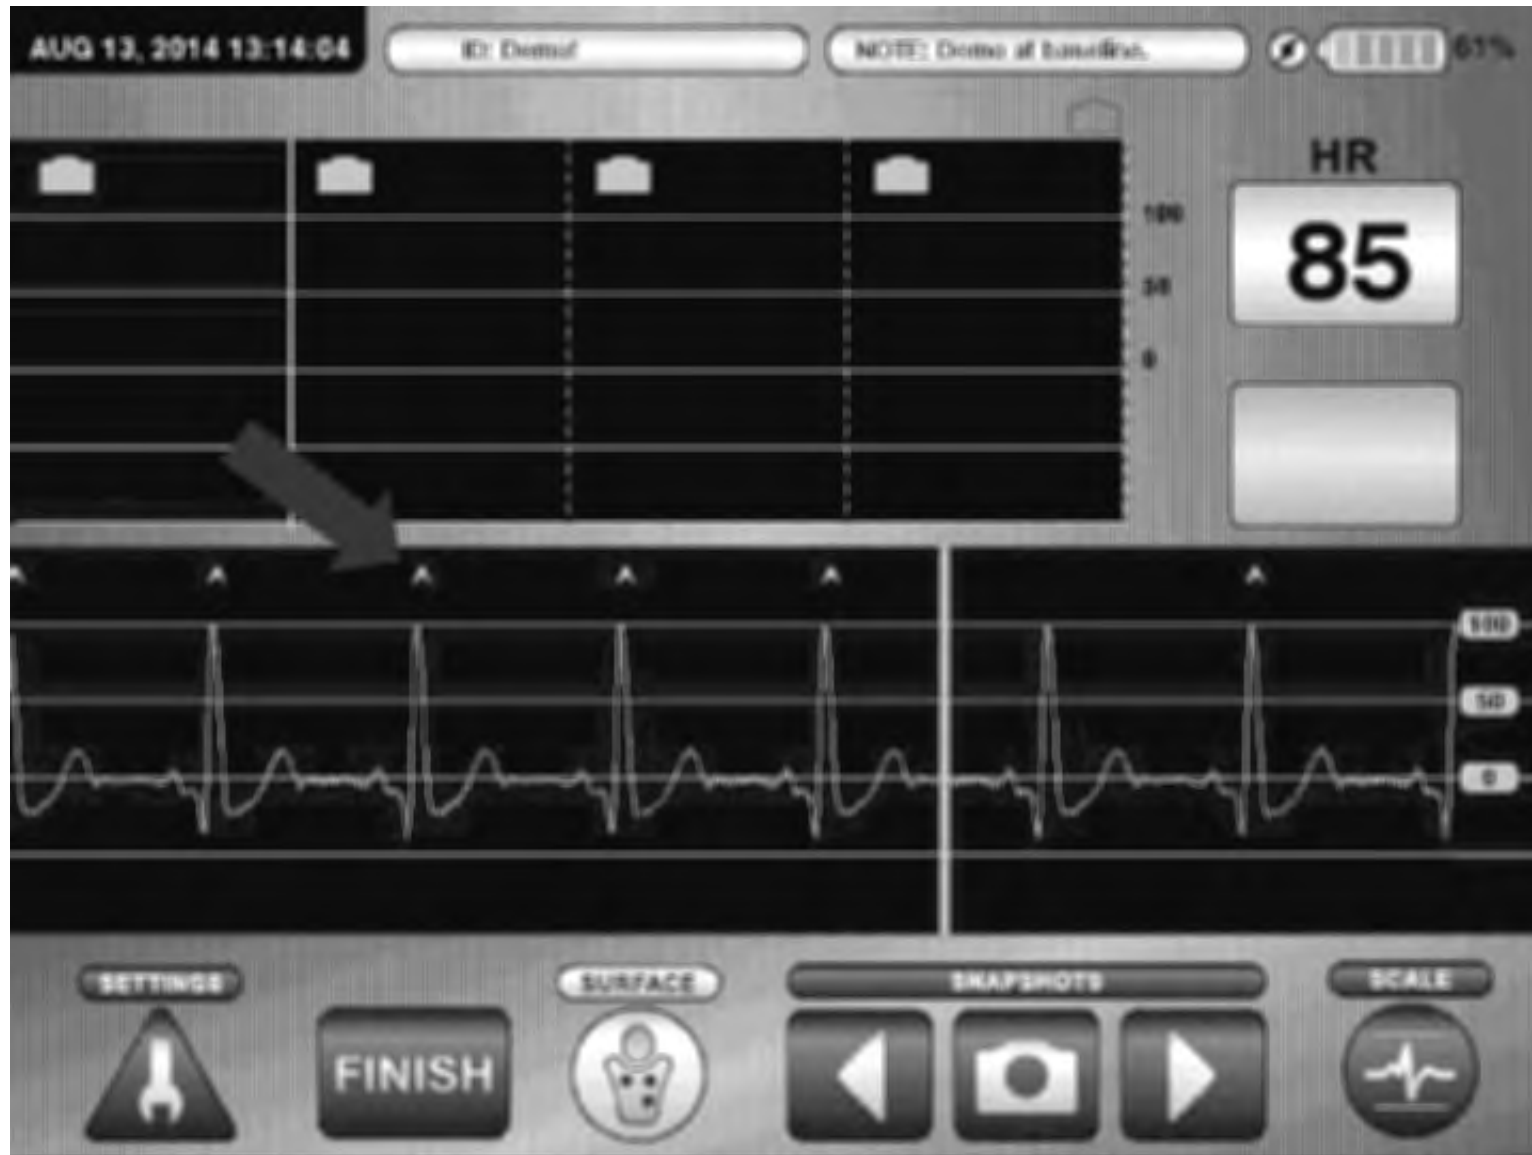 AUG 13, 2014 13:14:04
ID: Demo!
NOTE: Demo at baseline.
61%
HR
85
100
50
0
100
50
0
SETTINGS
FINISH
SURFACE
SNAPSHOTS
SCALE